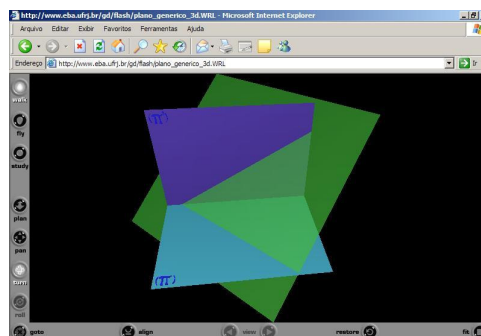 http://www.eba.ufrj.br/gd/flash/plano_generico_3d.WRL - Microsoft Internet Explorer
Arquivo Editar Exibir Favoritos Ferramentas Ajuda
Endereço http://www.eba.ufrj.br/gd/flash/plano_generico_3d.WRL Ir
walk
fly
study
plan
pan
turn
roll
(π')
(π)
goto align view restore fit